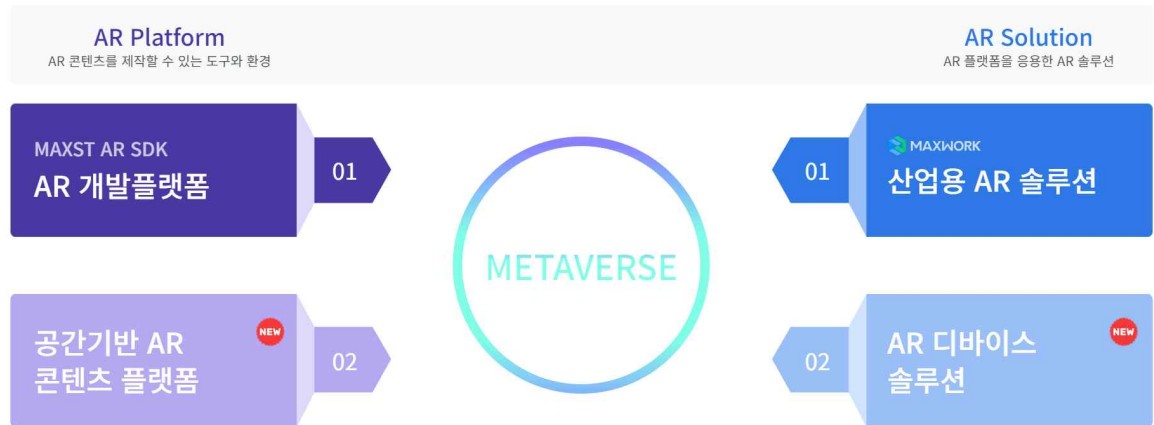 AR Platform
AR 콘텐츠를 제작할 수 있는 도구와 환경
AR Solution
AR 플랫폼을 응용한 AR 솔루션
MAXST AR SDK
AR 개발플랫폼
01
공간기반 AR
콘텐츠 플랫폼
NEW
02
METAVERSE
01
MAXWORK
산업용 AR 솔루션
02
AR 디바이스
솔루션
NEW